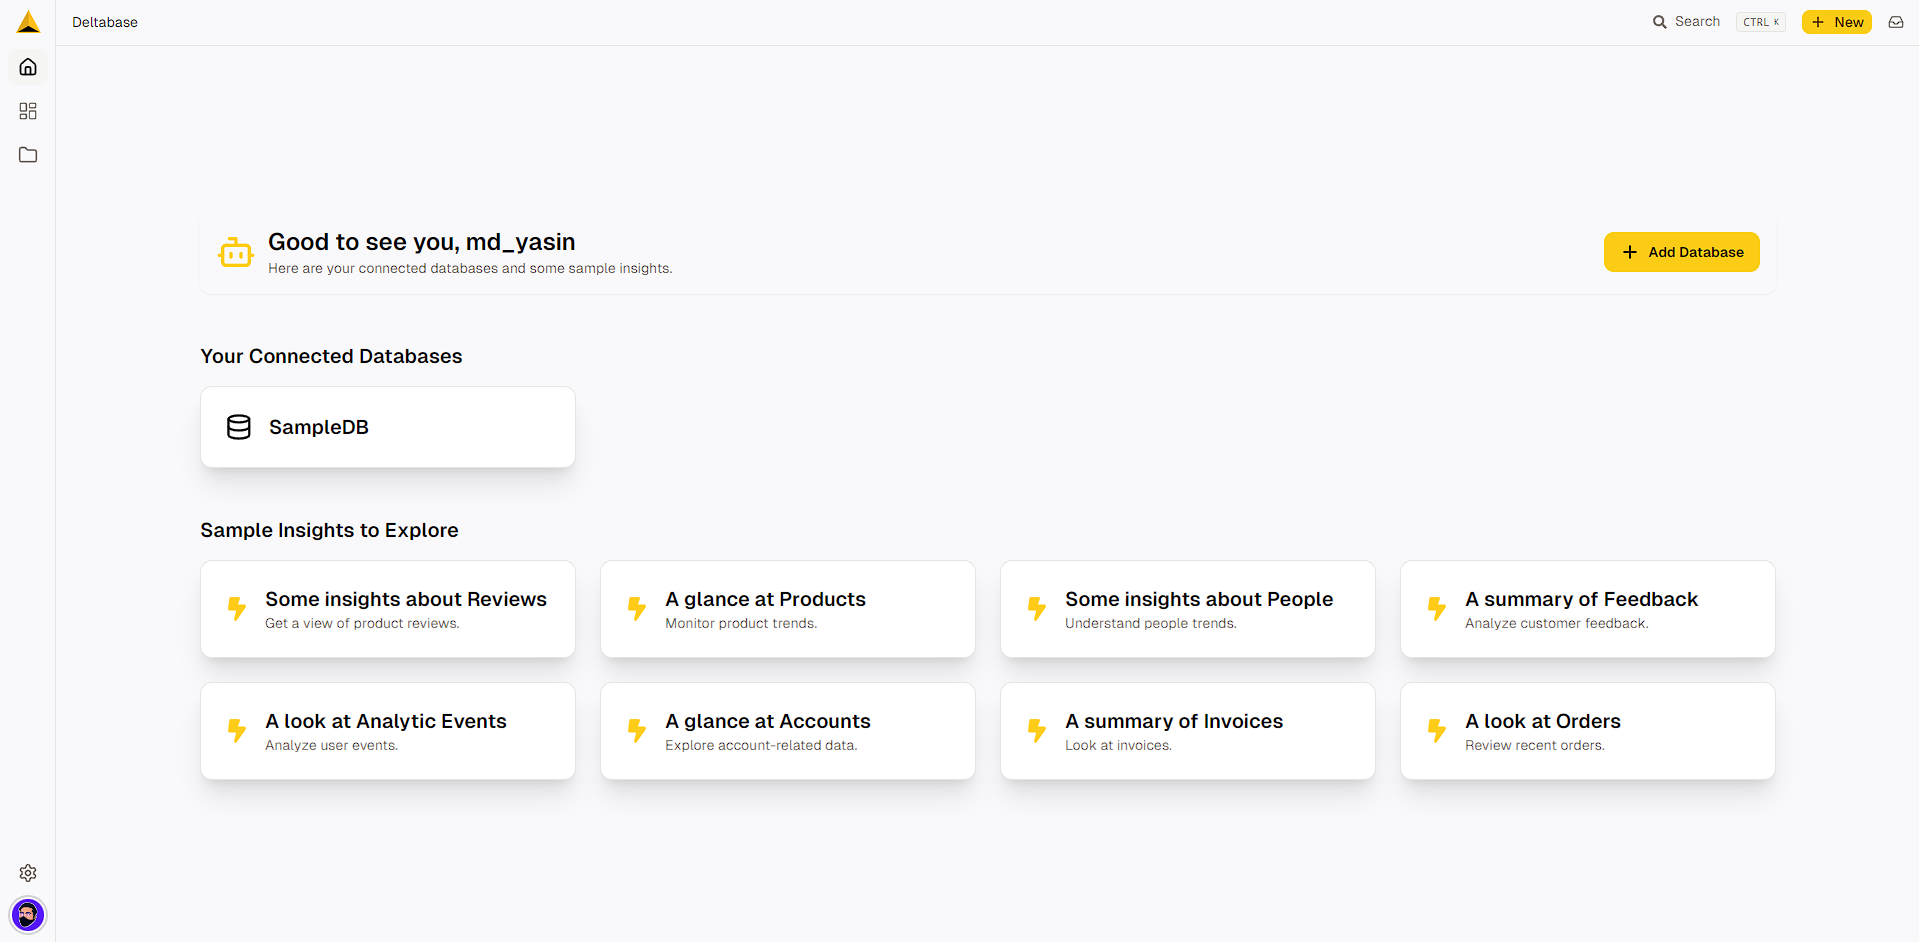 Deltabase
Search
CTRL K
New
Good to see you, md_yasin
Here are your connected databases and some sample insights.
Add Database
Your Connected Databases
SampleDB
Sample Insights to Explore
Some insights about Reviews
Get a view of product reviews.
A glance at Products
Monitor product trends.
Some insights about People
Understand people trends.
A summary of Feedback
Analyze customer feedback.
A look at Analytic Events
Analyze user events.
A glance at Accounts
Explore account-related data.
A summary of Invoices
Look at invoices.
A look at Orders
Review recent orders.